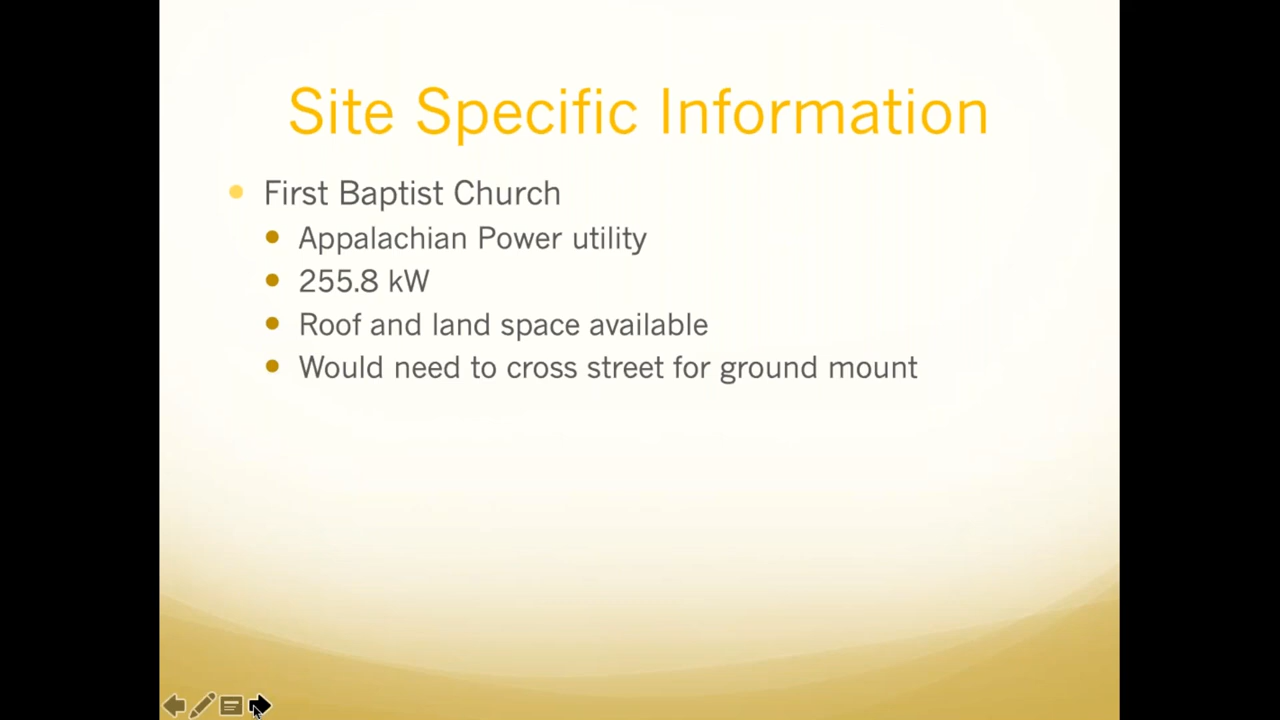 Site Specific Information
First Baptist Church
Appalachian Power utility
255.8 kW
Roof and land space available
Would need to cross street for ground mount